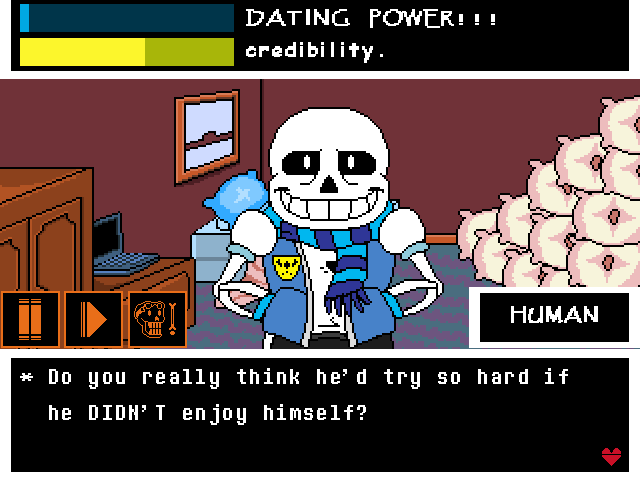 DATING POWER!!!
credibility.
HUMAN
* Do you really think he'd try so hard if
he DIDN'T enjoy himself?